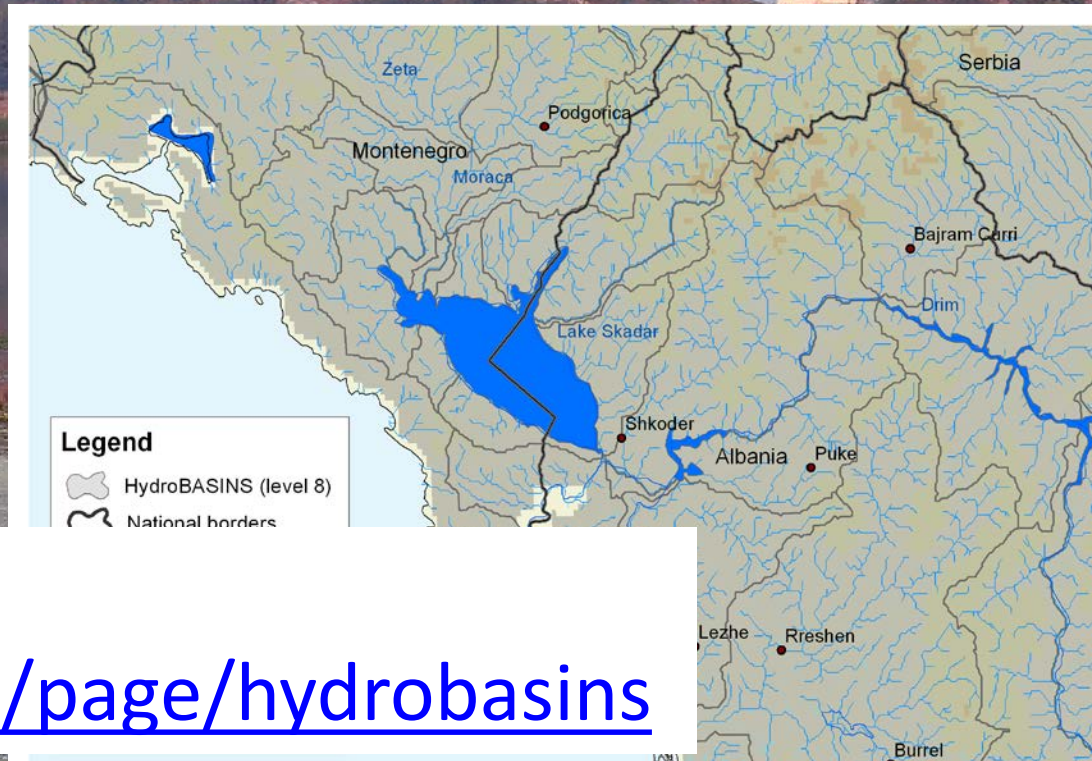 Serbia
Zeta
Podgorica
Montenegro
Moraca
Bajram Curri
Drim
Lake Skadar
Shkoder
Albania
Puke
Legend
HydroBASINS (level 8)
National borders
Lezhe
Rreshen
/page/hydrobasins
Burrel